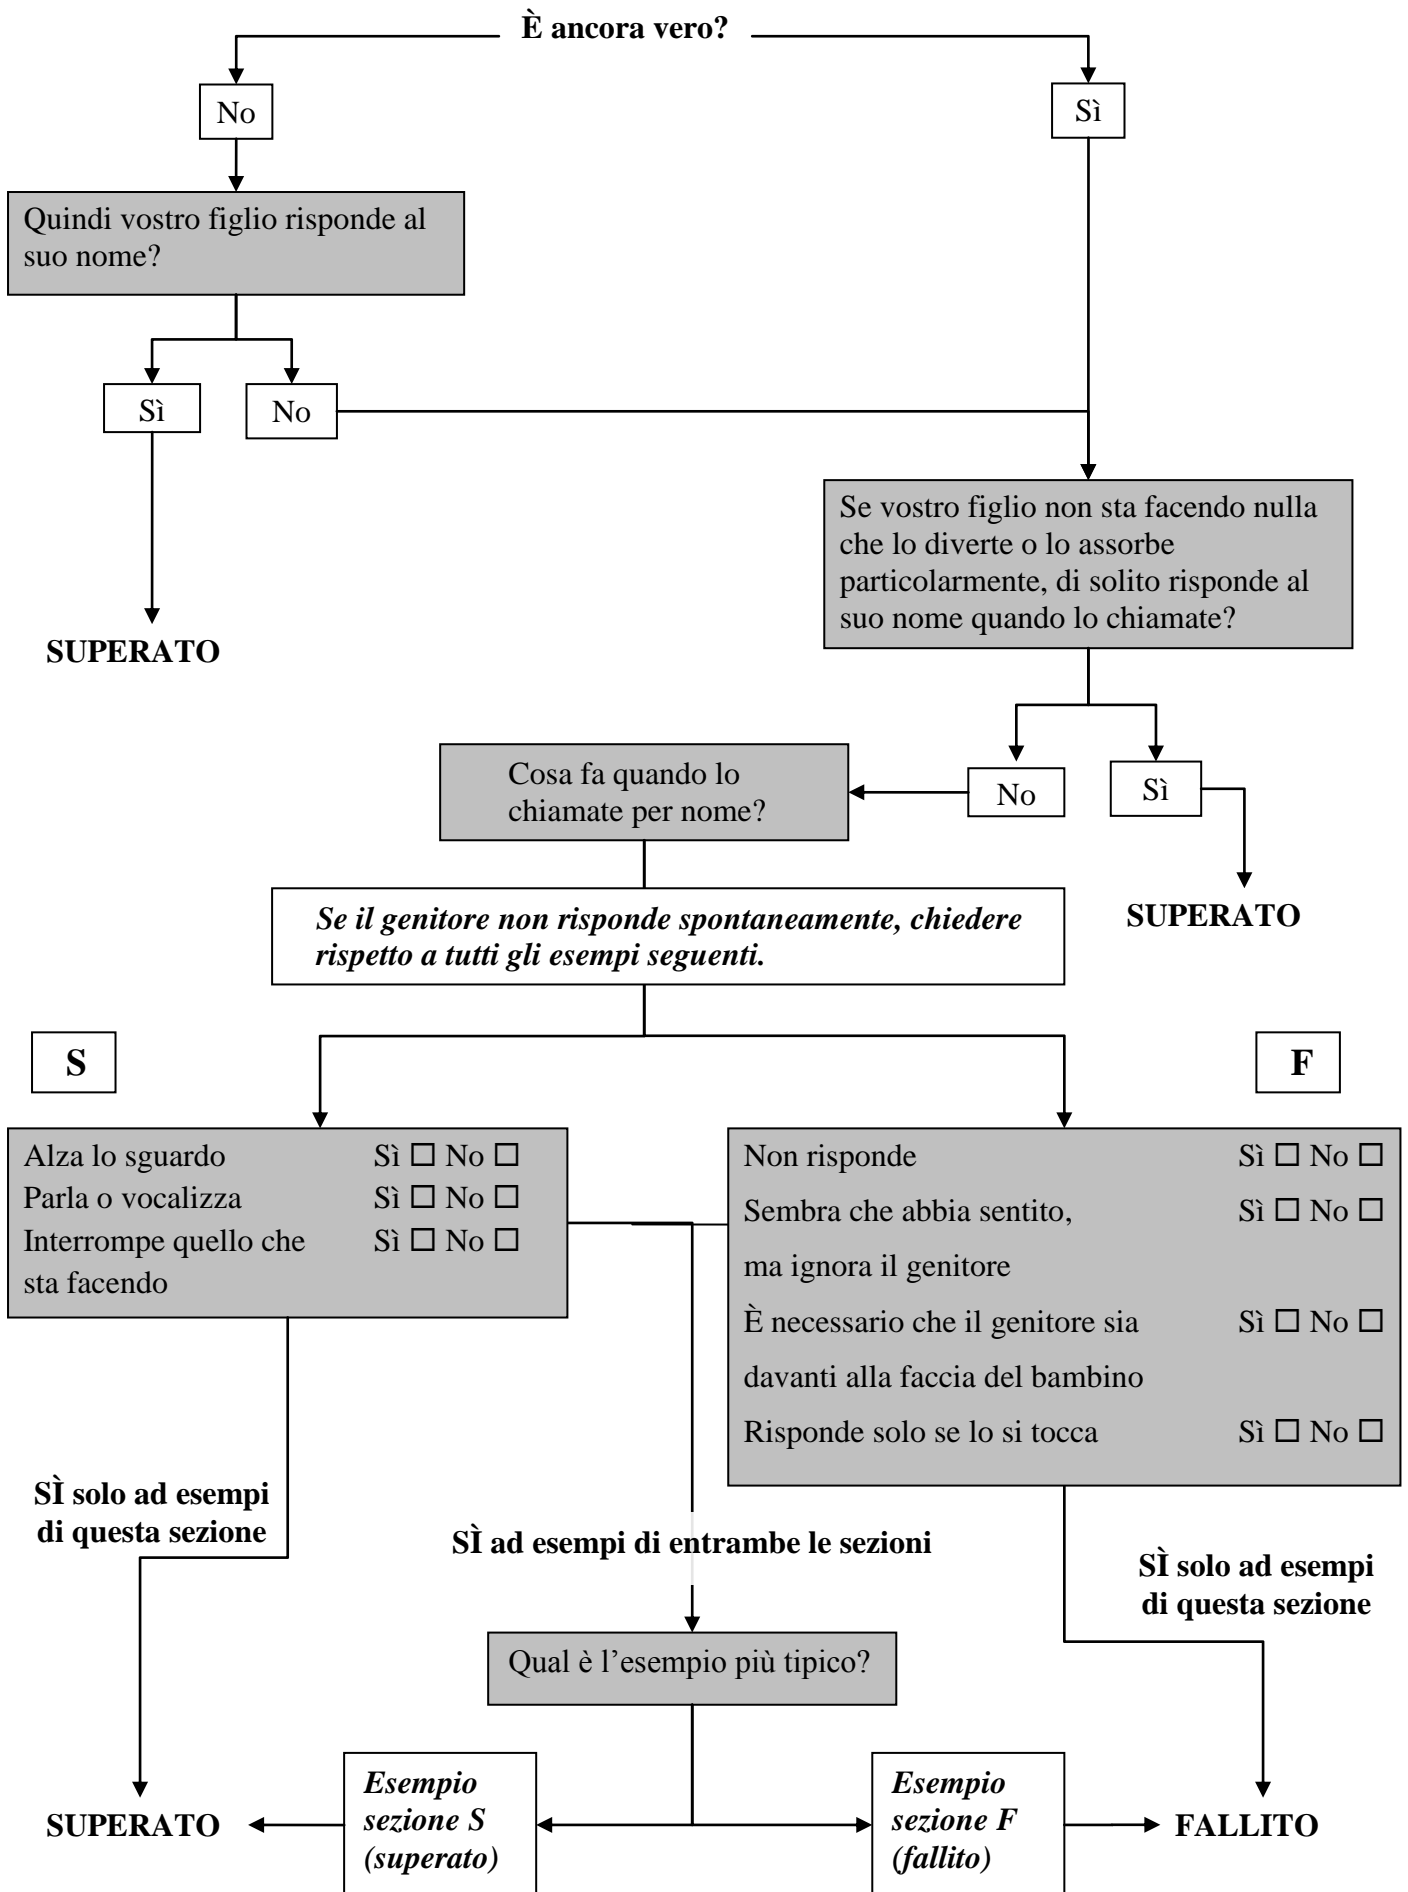 È ancora vero?
No
Sì
Quindi vostro figlio risponde al
suo nome?
Sì
No
Se vostro figlio non sta facendo nulla
che lo diverte o lo assorbe
particolarmente, di solito risponde al
suo nome quando lo chiamate?
SUPERATO
Cosa fa quando lo
chiamate per nome?
No
Sì
SUPERATO
Se il genitore non risponde spontaneamente, chiedere
rispetto a tutti gli esempi seguenti.
S
F
Alza lo sguardo Sì □ No □
Parla o vocalizza Sì □ No □
Interrompe quello che Sì □ No □
sta facendo
Non risponde Sì □ No □
Sembra che abbia sentito, Sì □ No □
ma ignora il genitore
È necessario che il genitore sia Sì □ No □
davanti alla faccia del bambino
Risponde solo se lo si tocca Sì □ No □
SÌ solo ad esempi
di questa sezione
SÌ ad esempi di entrambe le sezioni
SÌ solo ad esempi
di questa sezione
Qual è l’esempio più tipico?
SUPERATO
Esempio
sezione S
(superato)
Esempio
sezione F
(fallito)
FALLITO